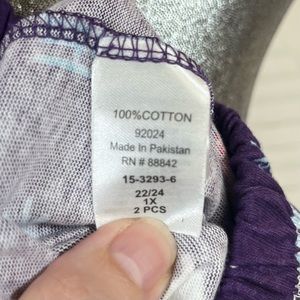 100%COTTON
92024
Made In Pakistan
RN # 88842
15-3293-6
22/24
1X
2 PCS